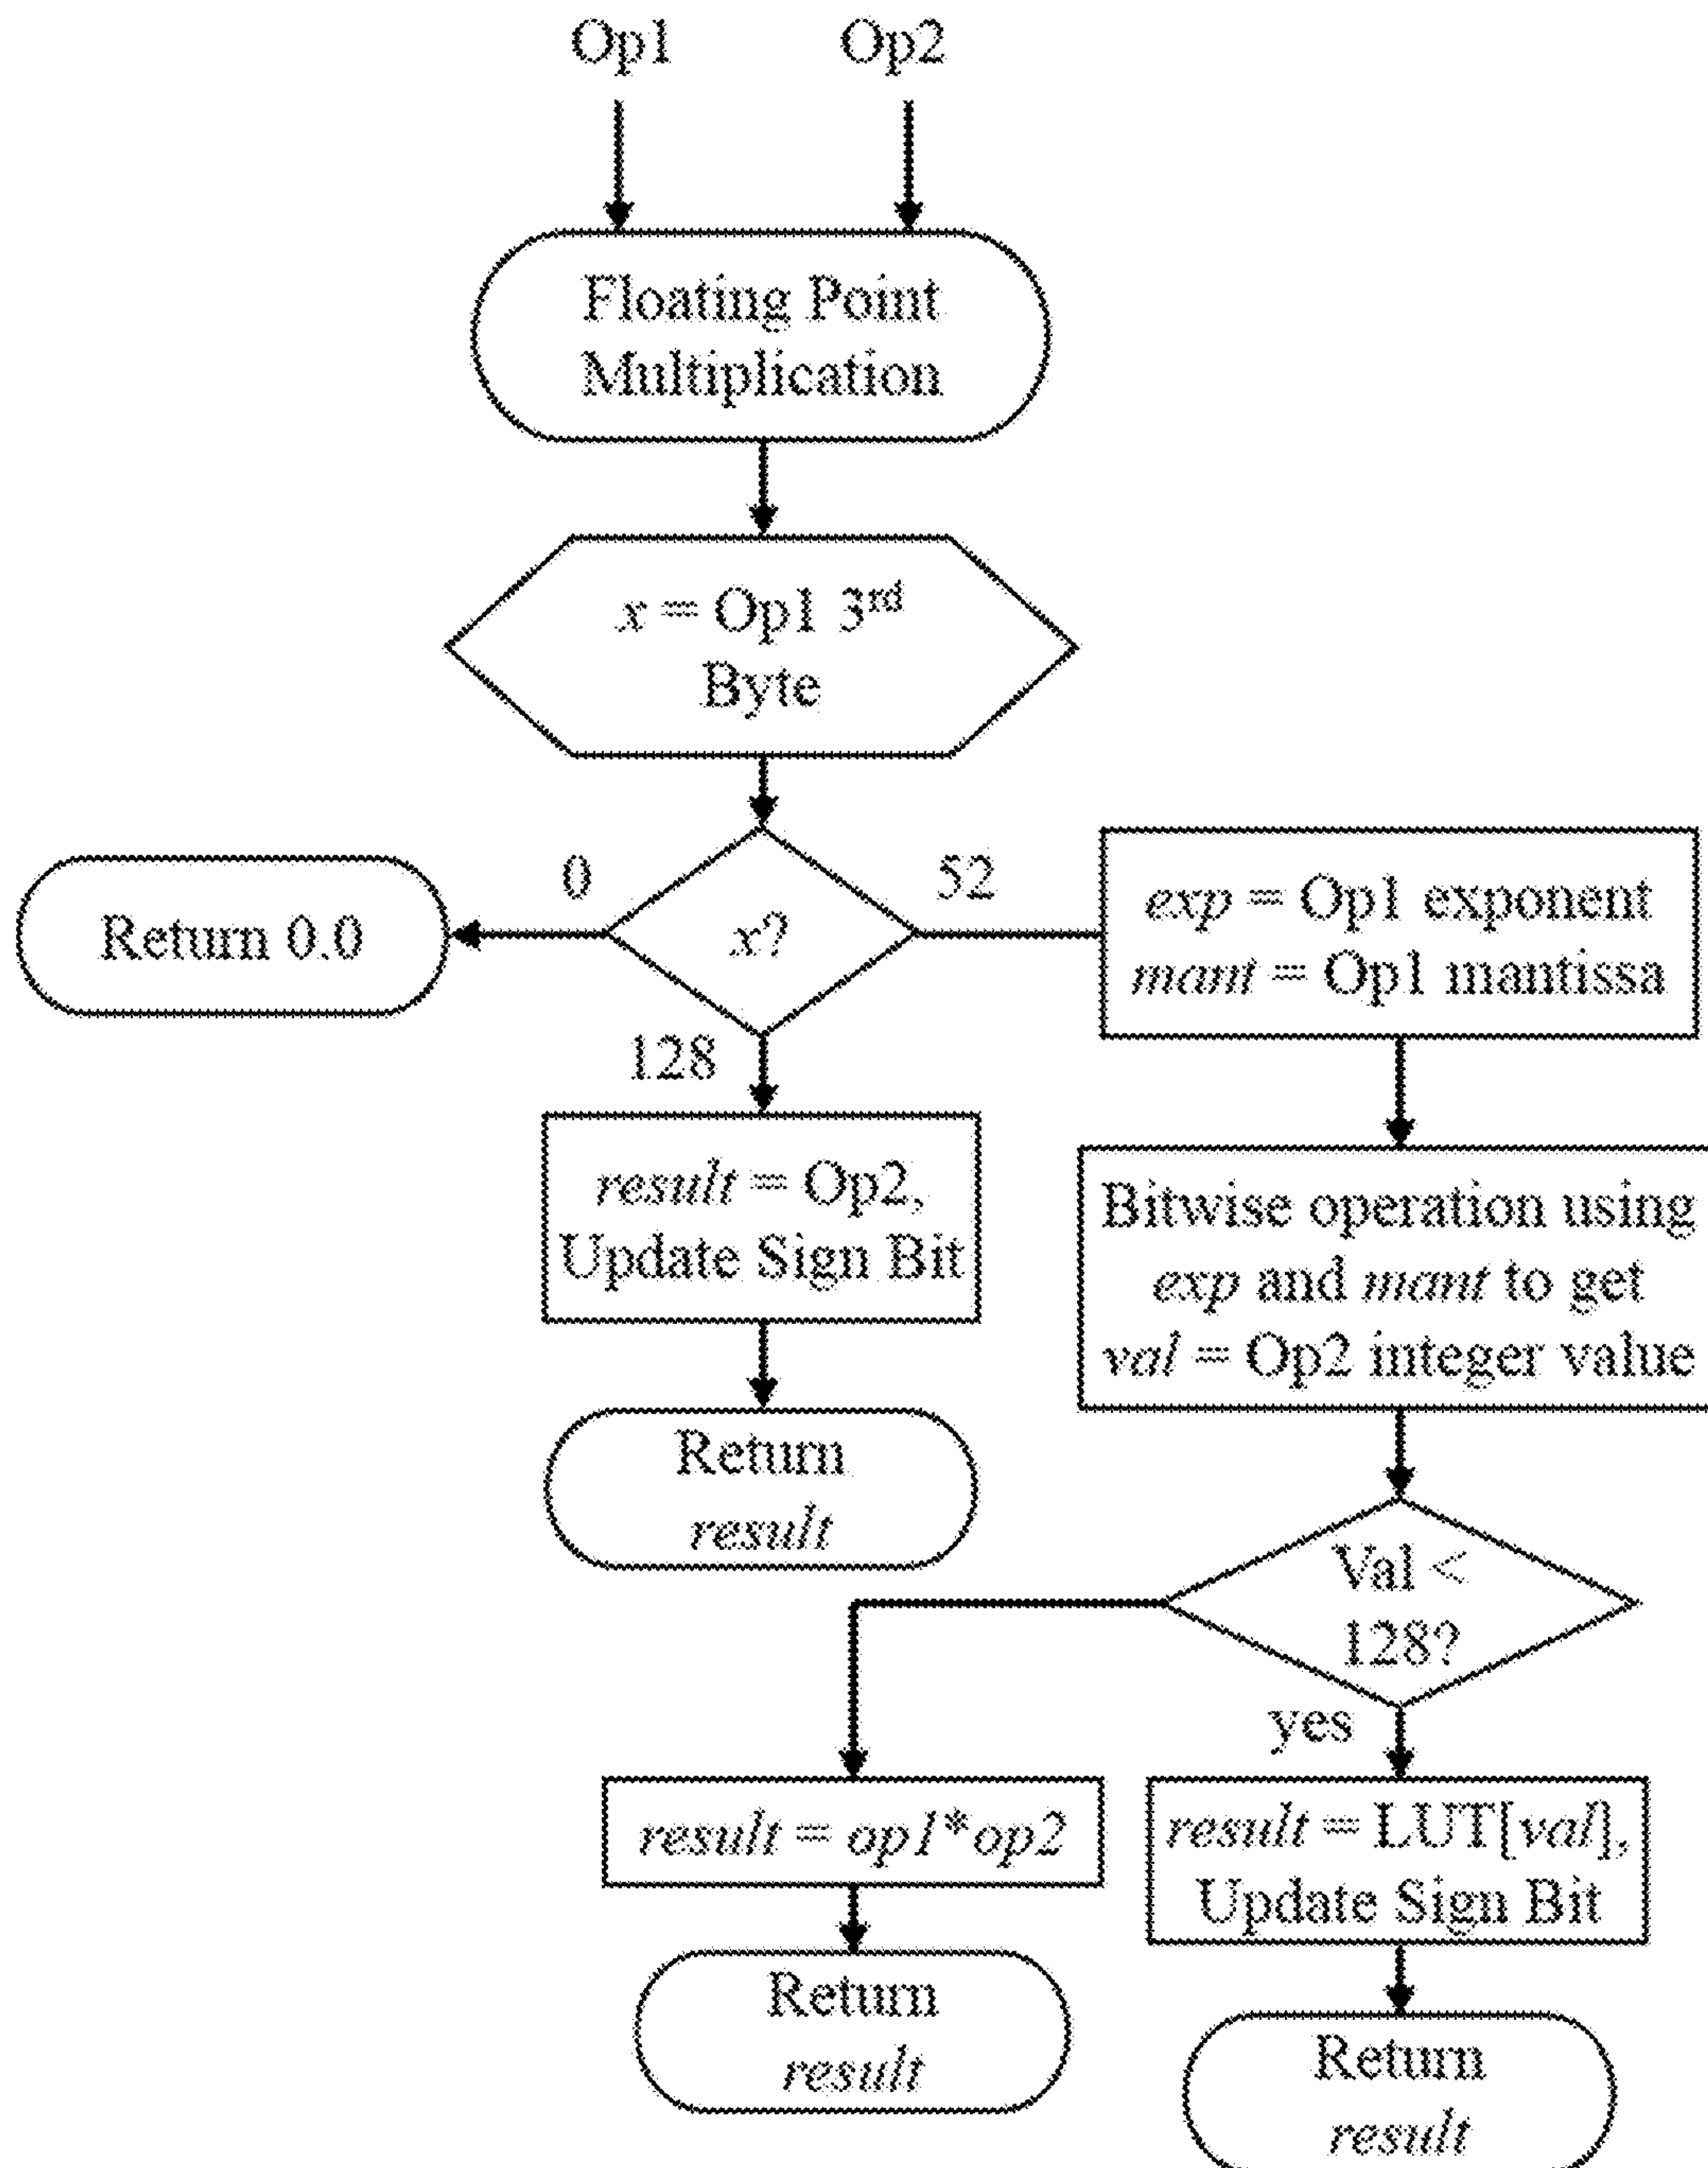 Op1 Op2
Floating Point
Multiplication
x = Op1 3rd
Byte
0
52
x?
Return 0.0
exp = Op1 exponent
mant = Op1 mantissa
128
result = Op2,
Update Sign Bit
Bitwise operation using
exp and mant to get
val = Op2 integer value
Return
result
Val <
128?
yes
result = op1*op2
result = LUT[val],
Update Sign Bit
Return
result
Return
result